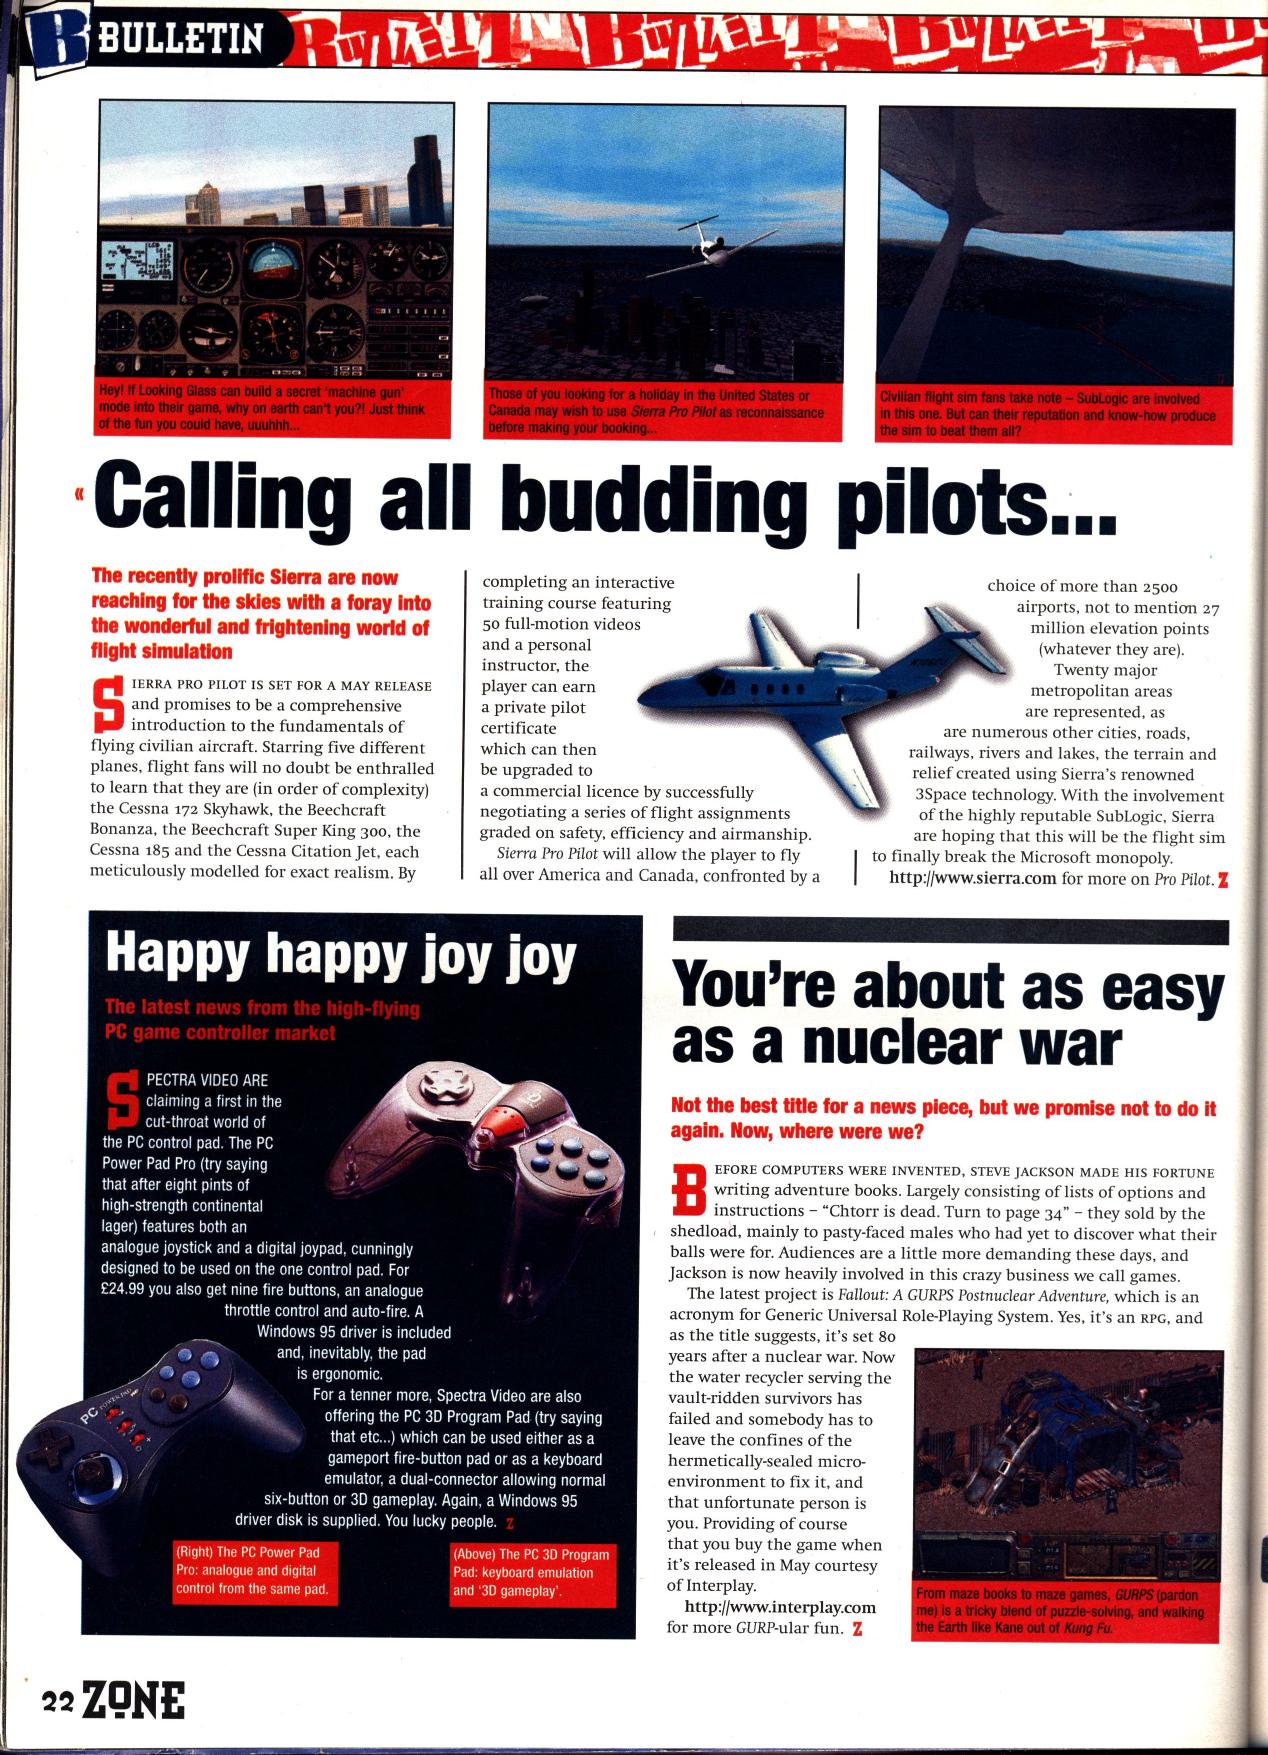 B BULLETIN
BULLETIN BULLETIN BULLETIN B
Hey! If Looking Glass can build a secret ‘machine gun’
mode into their game, why on earth can’t you?! Just think
of the fun you could have, uuuhhh...
Those of you looking for a holiday in the United States or
Canada may wish to use Sierra Pro Pilot as reconnaissance
before making your booking...
Civilian flight sim fans take note – SubLogic are involved
in this one. But can their reputation and know-how produce
the sim to beat them all?
« Calling all budding pilots...
The recently prolific Sierra are now
reaching for the skies with a foray into
the wonderful and frightening world of
flight simulation
SIERRA PRO PILOT IS SET FOR A MAY RELEASE
and promises to be a comprehensive
introduction to the fundamentals of
flying civilian aircraft. Starring five different
planes, flight fans will no doubt be enthralled
to learn that they are (in order of complexity)
the Cessna 172 Skyhawk, the Beechcraft
Bonanza, the Beechcraft Super King 300, the
Cessna 185 and the Cessna Citation Jet, each
meticulously modelled for exact realism. By
completing an interactive
training course featuring
50 full-motion videos
and a personal
instructor, the
player can earn
a private pilot
certificate
which can then
be upgraded to
a commercial licence by successfully
negotiating a series of flight assignments
graded on safety, efficiency and airmanship.
Sierra Pro Pilot will allow the player to fly
all over America and Canada, confronted by a
choice of more than 2500
airports, not to mention 27
million elevation points
(whatever they are).
Twenty major
metropolitan areas
are represented, as
are numerous other cities, roads,
railways, rivers and lakes, the terrain and
relief created using Sierra’s renowned
3Space technology. With the involvement
of the highly reputable SubLogic, Sierra
are hoping that this will be the flight sim
to finally break the Microsoft monopoly.
http://www.sierra.com for more on Pro Pilot. Z
Happy happy joy joy
The latest news from the high-flying
PC game controller market
SPECTRA VIDEO ARE
claiming a first in the
cut-throat world of
the PC control pad. The PC
Power Pad Pro (try saying
that after eight pints of
high-strength continental
lager) features both an
analogue joystick and a digital joypad, cunningly
designed to be used on the one control pad. For
£24.99 you also get nine fire buttons, an analogue
throttle control and auto-fire. A
Windows 95 driver is included
and, inevitably, the pad
is ergonomic.
For a tenner more, Spectra Video are also
offering the PC 3D Program Pad (try saying
that etc...) which can be used either as a
gameport fire-button pad or as a keyboard
emulator, a dual-connector allowing normal
six-button or 3D gameplay. Again, a Windows 95
driver disk is supplied. You lucky people. Z
PC POWER PAD
(Right) The PC Power Pad
Pro: analogue and digital
control from the same pad.
(Above) The PC 3D Program
Pad: keyboard emulation
and ‘3D gameplay’.
You’re about as easy
as a nuclear war
Not the best title for a news piece, but we promise not to do it
again. Now, where were we?
BEFORE COMPUTERS WERE INVENTED, STEVE JACKSON MADE HIS FORTUNE
writing adventure books. Largely consisting of lists of options and
instructions – “Chtorr is dead. Turn to page 34” – they sold by the
shedload, mainly to pasty-faced males who had yet to discover what their
balls were for. Audiences are a little more demanding these days, and
Jackson is now heavily involved in this crazy business we call games.
The latest project is Fallout: A GURPS Postnuclear Adventure, which is an
acronym for Generic Universal Role-Playing System. Yes, it’s an RPG, and
as the title suggests, it’s set 80
years after a nuclear war. Now
the water recycler serving the
vault-ridden survivors has
failed and somebody has to
leave the confines of the
hermetically-sealed micro-
environment to fix it, and
that unfortunate person is
you. Providing of course
that you buy the game when
it’s released in May courtesy
of Interplay.
http://www.interplay.com
for more GURP-ular fun. Z
From maze books to maze games, GURPS (pardon
me) is a tricky blend of puzzle-solving, and walking
the Earth like Kane out of Kung Fu.
22 ZONE